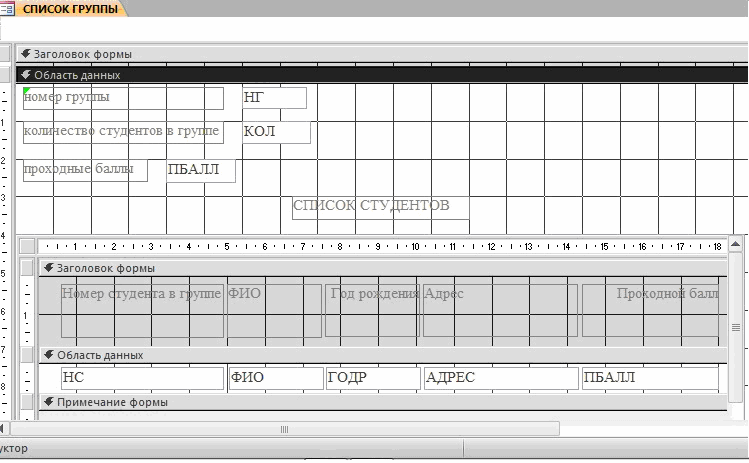 СПИСОК ГРУППЫ
Заголовок формы
Область данных
номер группы НГ
количество студентов в группе КОЛ
проходные баллы ПБАЛЛ
СПИСОК СТУДЕНТОВ
1 2 3 4 5 6 7 8 9 10 11 12 13 14 15 16 17 18
Заголовок формы
Номер студента в группе ФИО Год рождения Адрес Проходной балл
Область данных
НС ФИО ГОДР АДРЕС ПБАЛЛ
Примечание формы
уктор